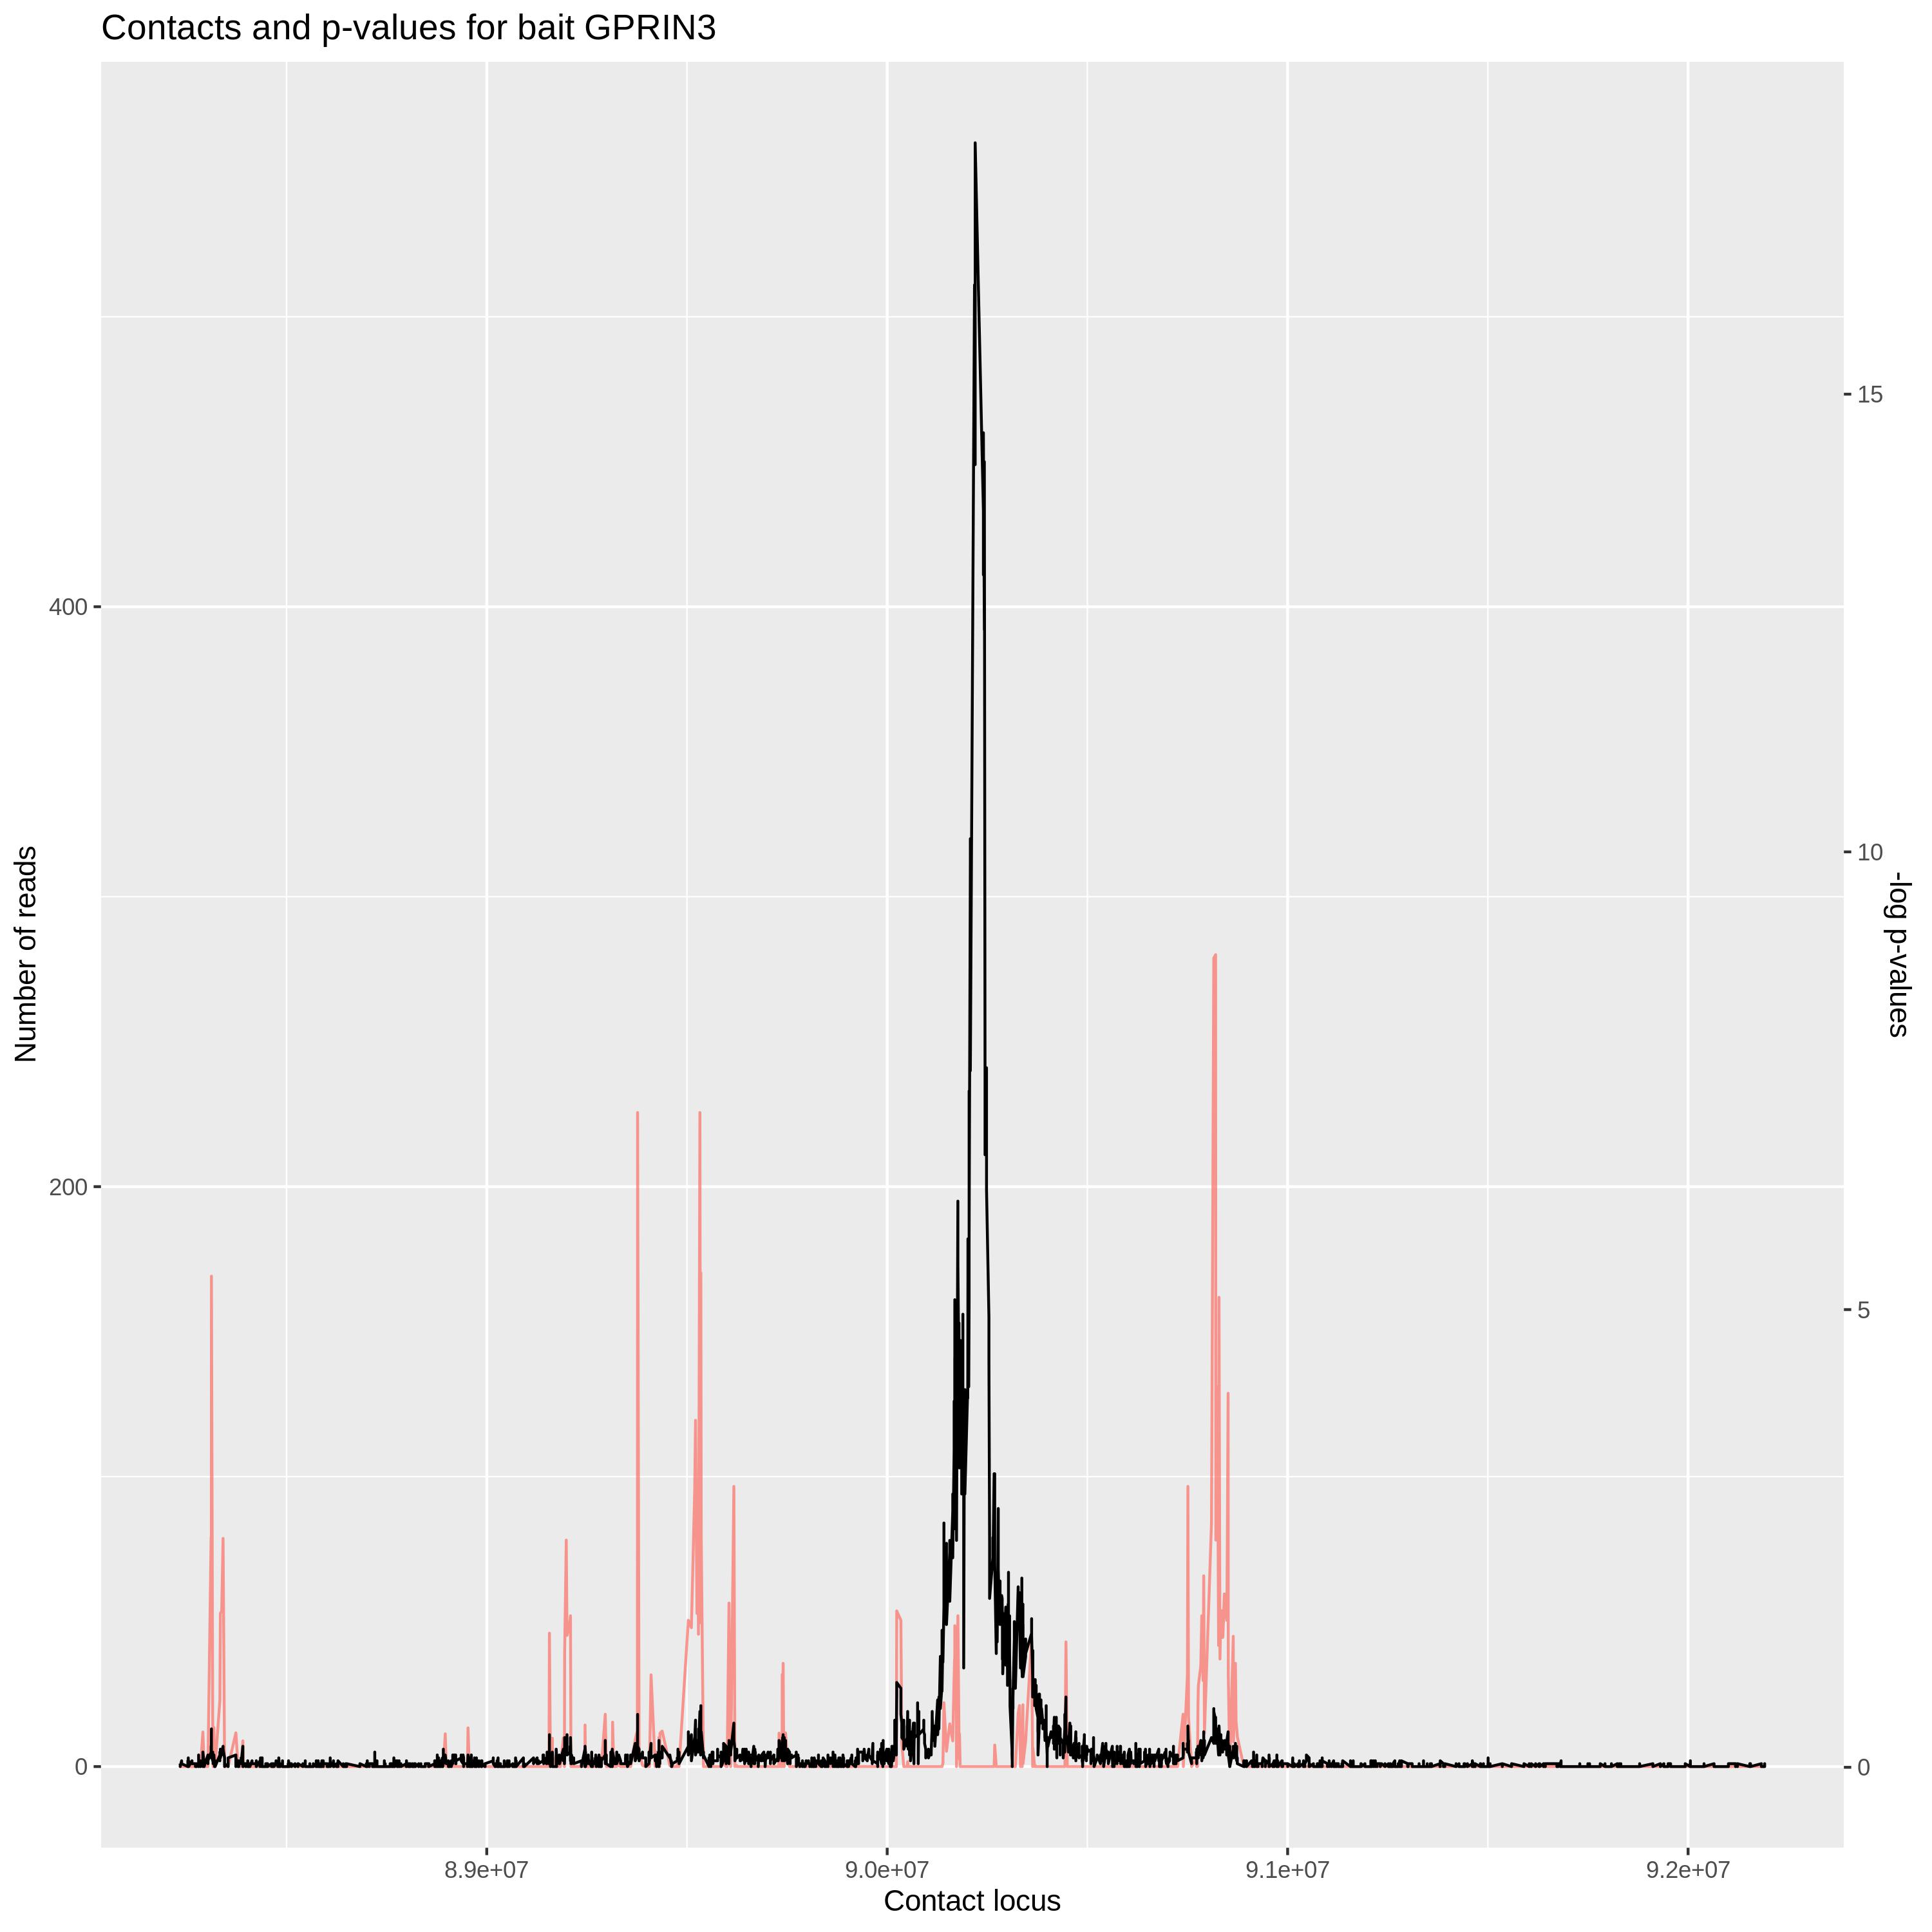 Contacts and p-values for bait GPRIN3
Number of reads
400
200
0
15
10
5
0
-log p-values
8.9e+07
9.0e+07
9.1e+07
9.2e+07
Contact locus